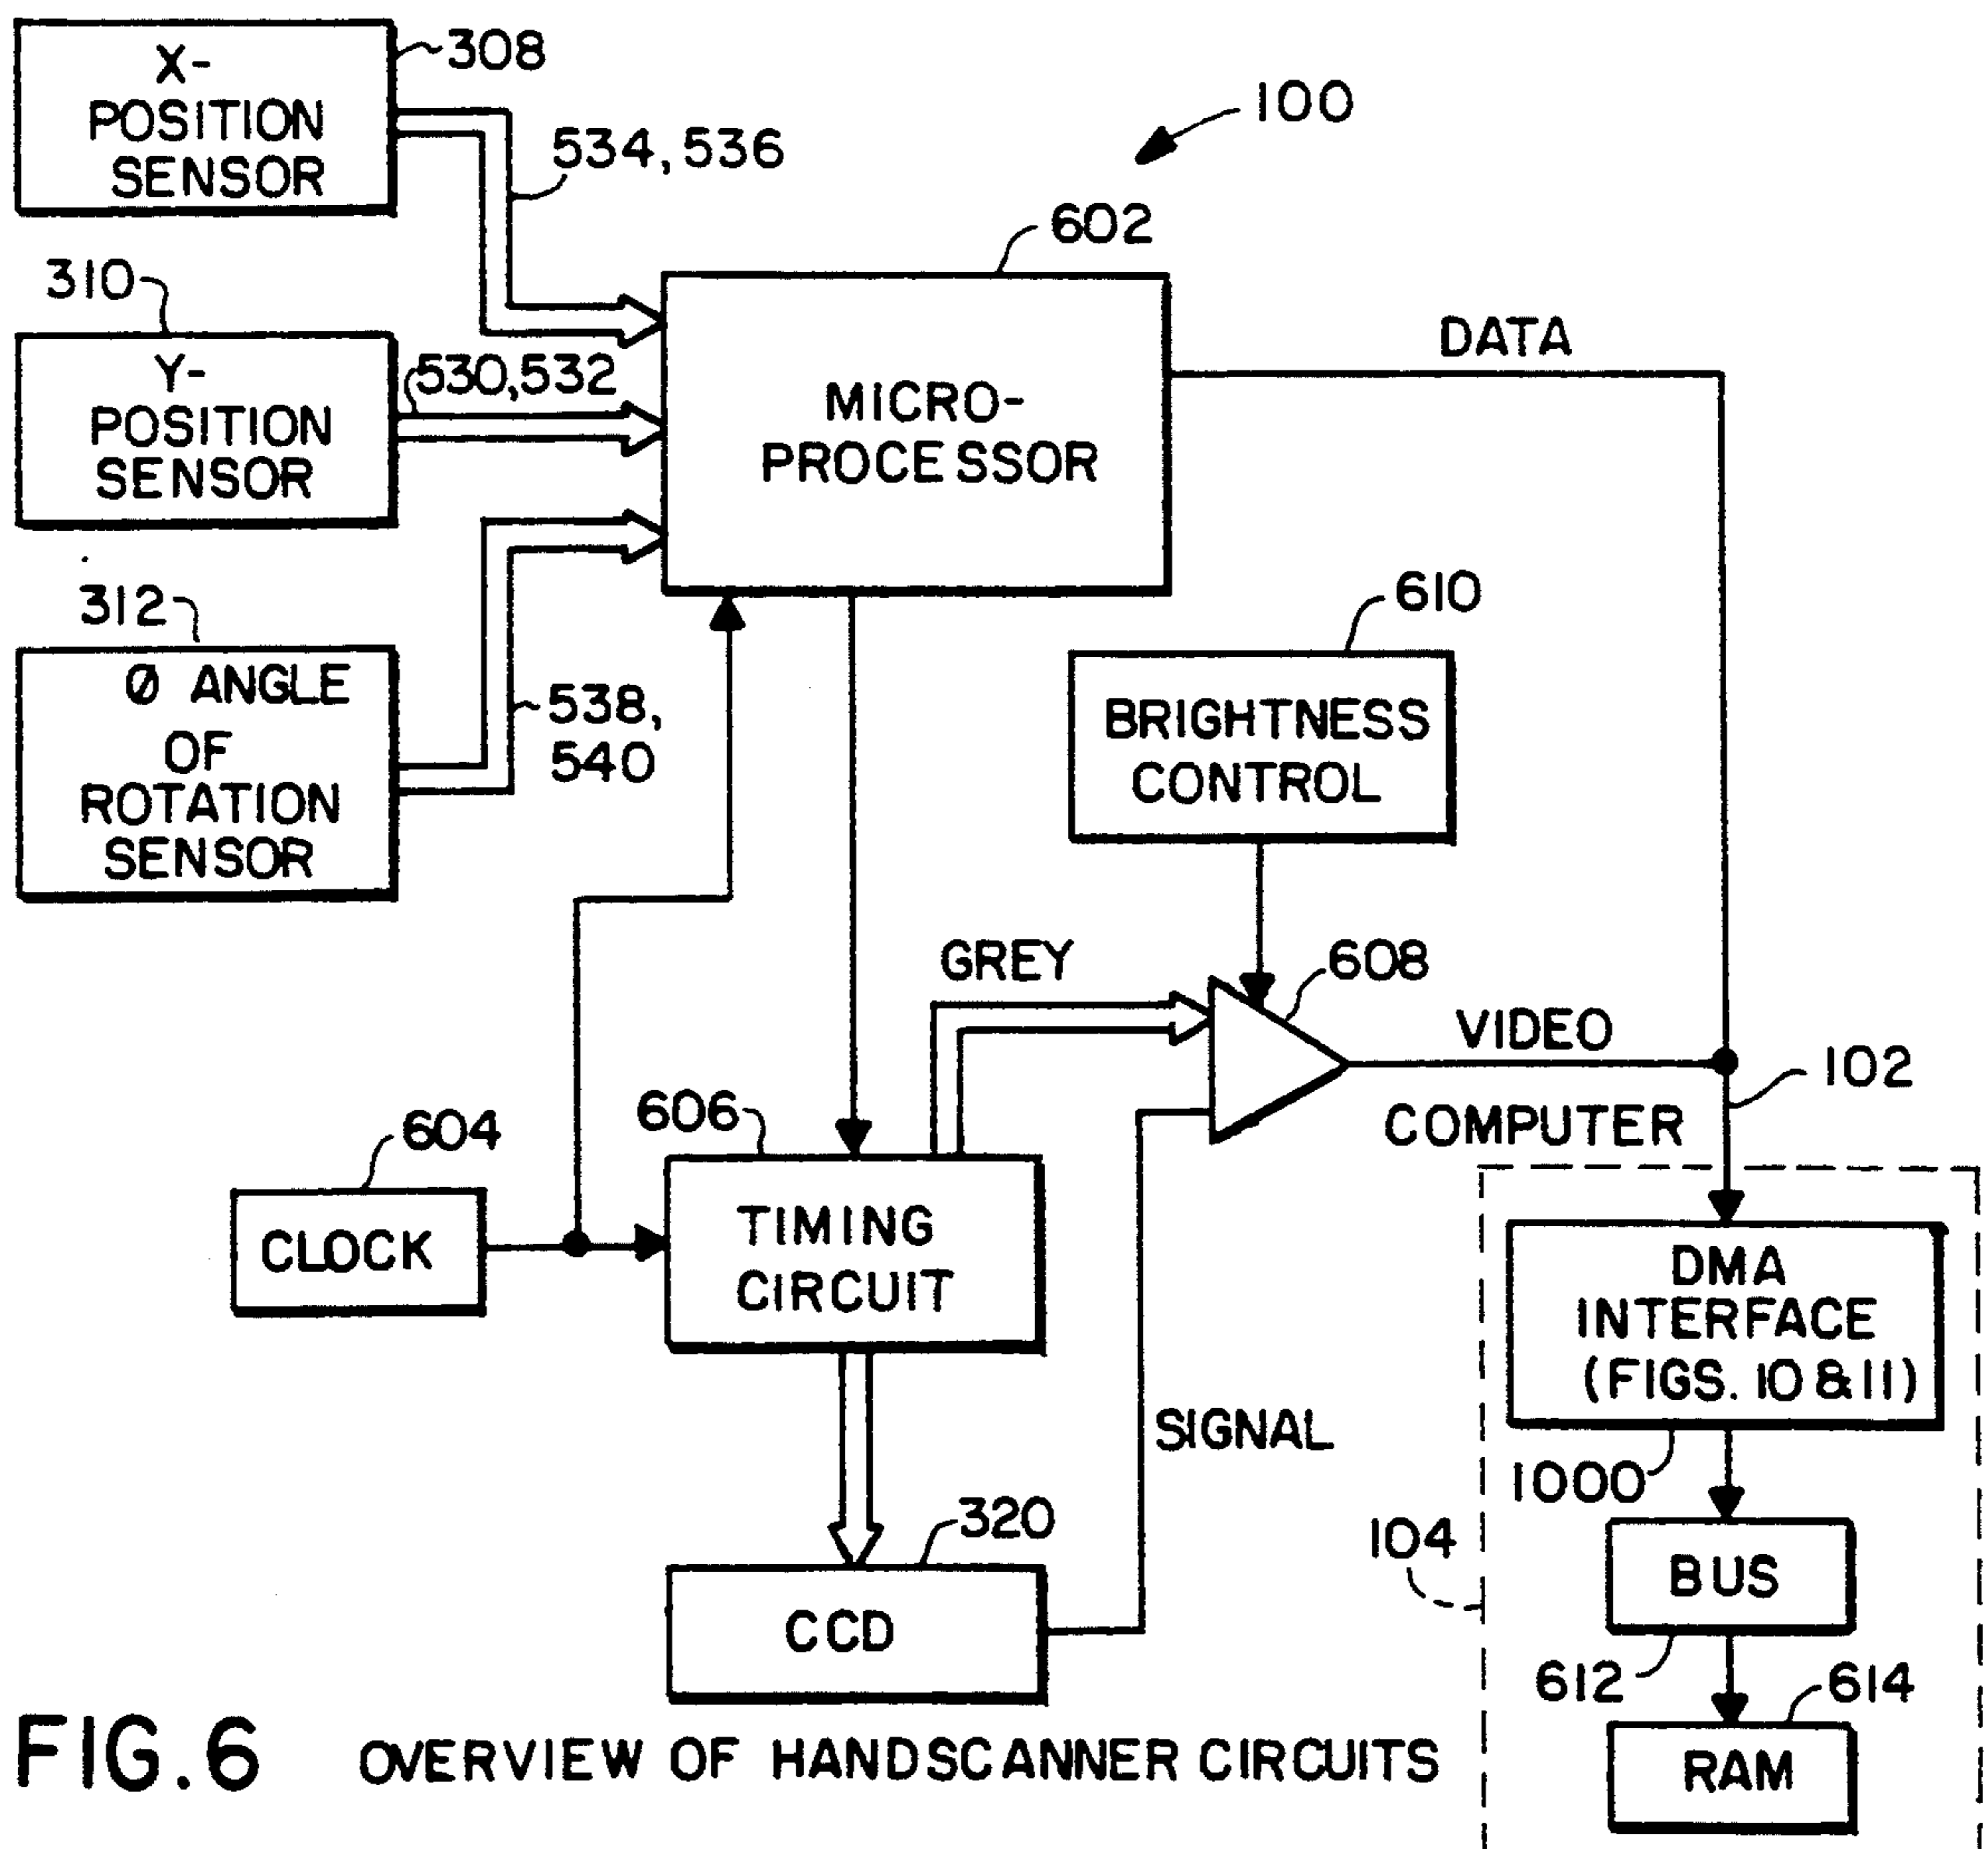 X-
POSITION
SENSOR
308
534, 536
100
602
310
Y-
POSITION
SENSOR
530, 532
MICRO-
PROCESSOR
DATA
312
Ø ANGLE
OF
ROTATION
SENSOR
538,
540
610
BRIGHTNESS
CONTROL
GREY
608
VIDEO
102
COMPUTER
604
CLOCK
606
TIMING
CIRCUIT
DMA
INTERFACE
(FIGS. 10 & 11)
SIGNAL
1000
320
CCD
104
BUS
612
614
RAM
FIG. 6 OVERVIEW OF HANDSCANNER CIRCUITS